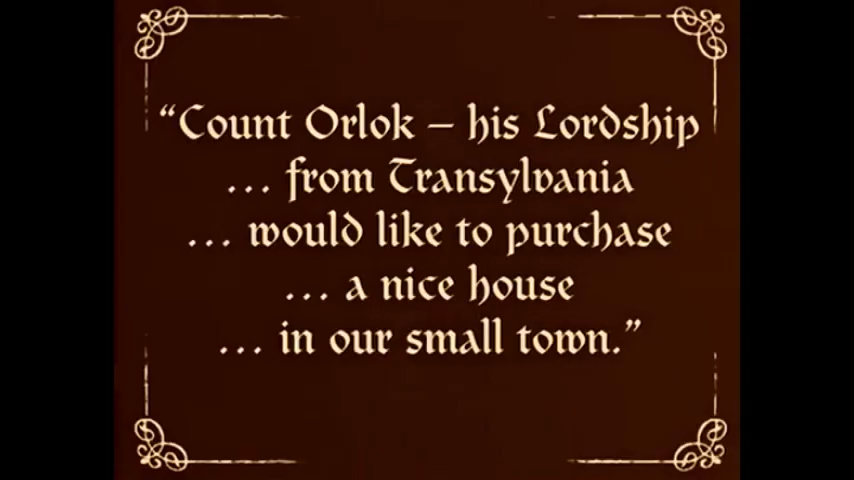 “Count Orlok – his Lordship
... from Transylvania
... would like to purchase
... a nice house
... in our small town.”